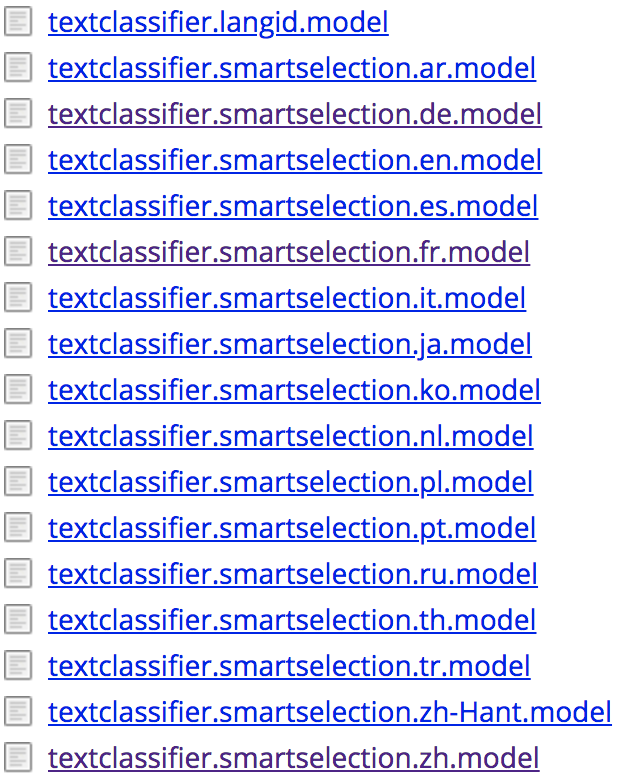 textclassifier.langid.model
textclassifier.smartselection.ar.model
textclassifier.smartselection.de.model
textclassifier.smartselection.en.model
textclassifier.smartselection.es.model
textclassifier.smartselection.fr.model
textclassifier.smartselection.it.model
textclassifier.smartselection.ja.model
textclassifier.smartselection.ko.model
textclassifier.smartselection.nl.model
textclassifier.smartselection.pl.model
textclassifier.smartselection.pt.model
textclassifier.smartselection.ru.model
textclassifier.smartselection.th.model
textclassifier.smartselection.tr.model
textclassifier.smartselection.zh-Hant.model
textclassifier.smartselection.zh.model